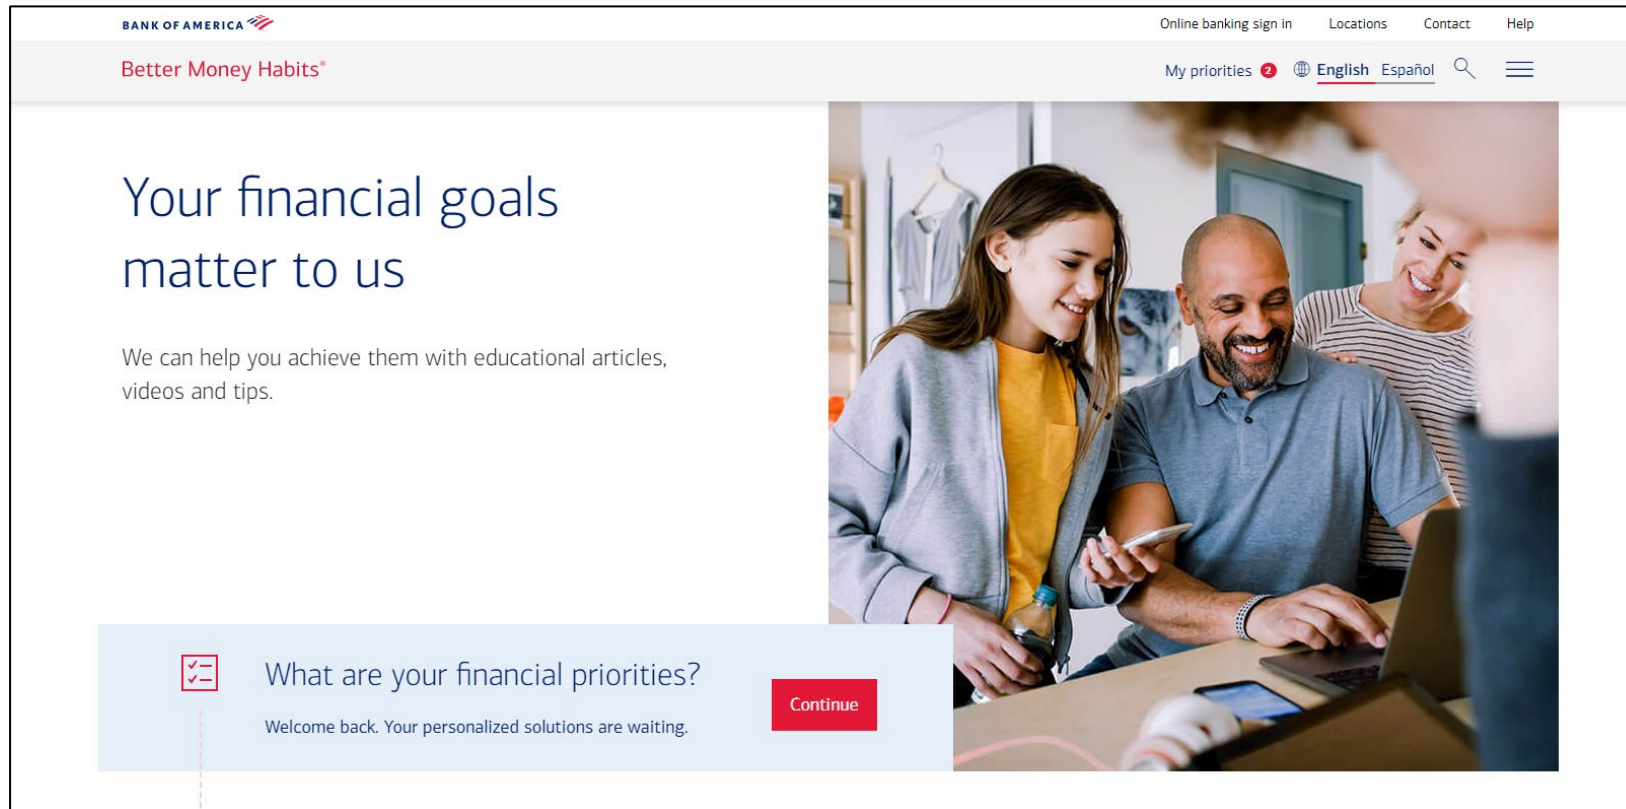 BANK OF AMERICA
Online banking sign in Locations Contact Help
Better Money Habits®
My priorities 2 English Español
Your financial goals
matter to us
We can help you achieve them with educational articles,
videos and tips.
What are your financial priorities?
Welcome back. Your personalized solutions are waiting.
Continue